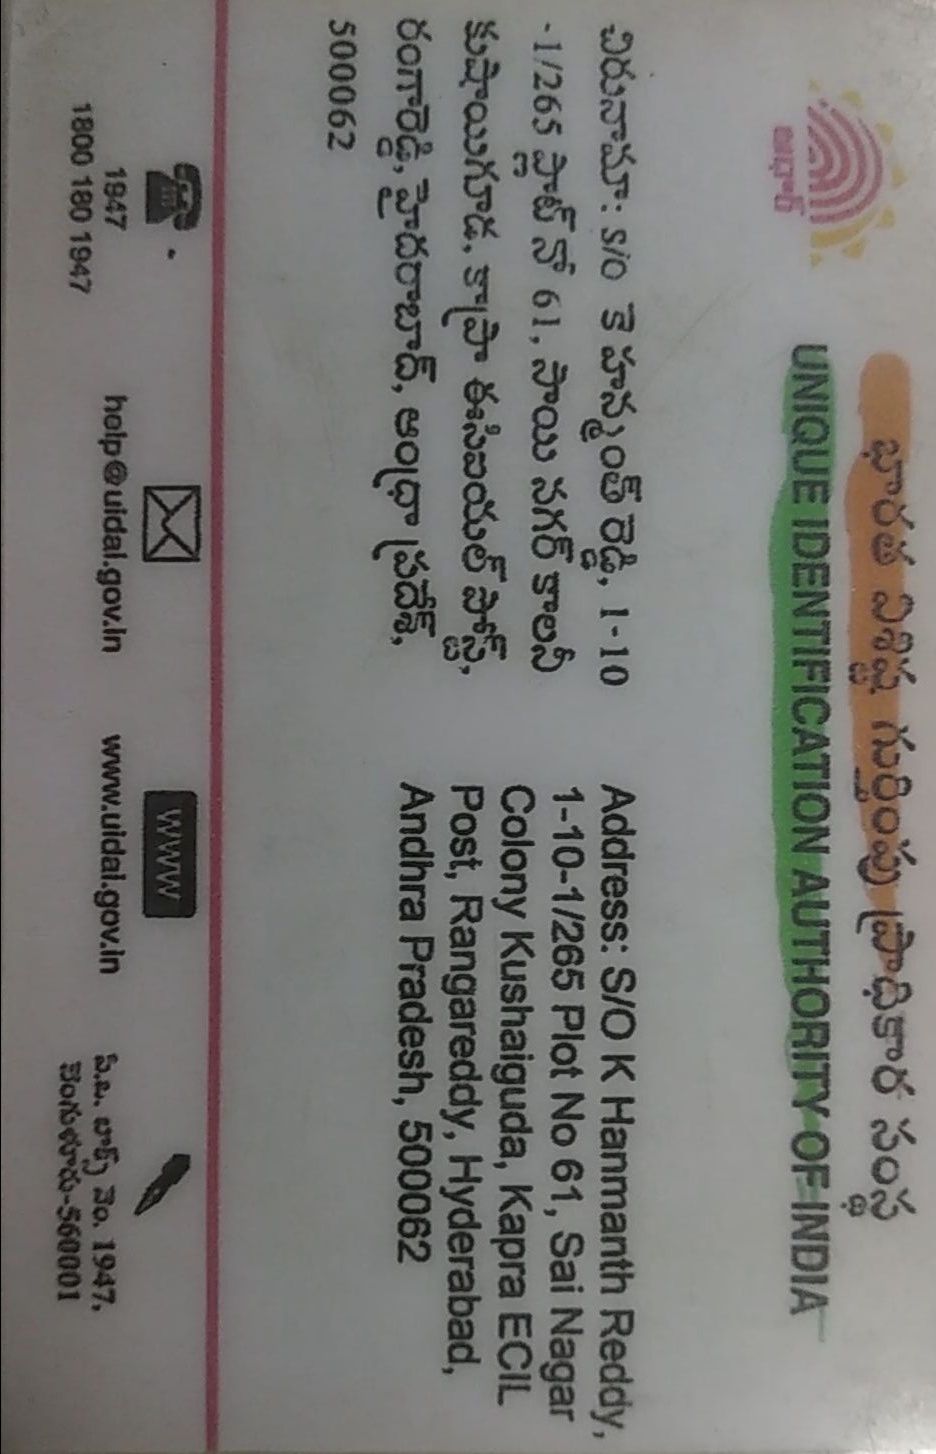 ఆధార్
భారత విశిష్ట గుర్తింపు ప్రాధికార సంస్థ
UNIQUE IDENTIFICATION AUTHORITY OF INDIA
చిరునామా: S/O కె హన్మంత్ రెడ్డి, 1-10
-1/265 ప్లాట్ నో 61, సాయి నగర్ కాలనీ
కుషాయిగూడ, కాప్రా ఈసిఐయల్ పోస్ట్,
రంగారెడ్డి, హైదరాబాద్, ఆంధ్రా ప్రదేశ్,
500062
Address: S/O K Hanmanth Reddy,
1-10-1/265 Plot No 61, Sai Nagar
Colony Kushaiguda, Kapra ECIL
Post, Rangareddy, Hyderabad,
Andhra Pradesh, 500062
1947
1800 180 1947
help@uidai.gov.in
WWW
www.uidai.gov.in
పి.ఒ. బాక్స్ నెం. 1947,
బెంగుళూరు-560001